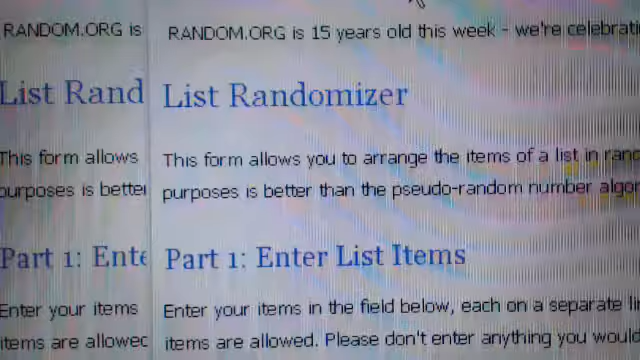 RANDOM.ORG is
RANDOM.ORG is 15 years old this week - we're
List Rand
List Randomizer
This form allows
This form allows you to arrange the items of a list in
purposes is better
purposes is better than the pseudo-random number
Part 1: Ente
Part 1: Enter List Items
Enter your items
Enter your items in the field below, each on a separate
items are allowed
items are allowed. Please don't enter anything you would